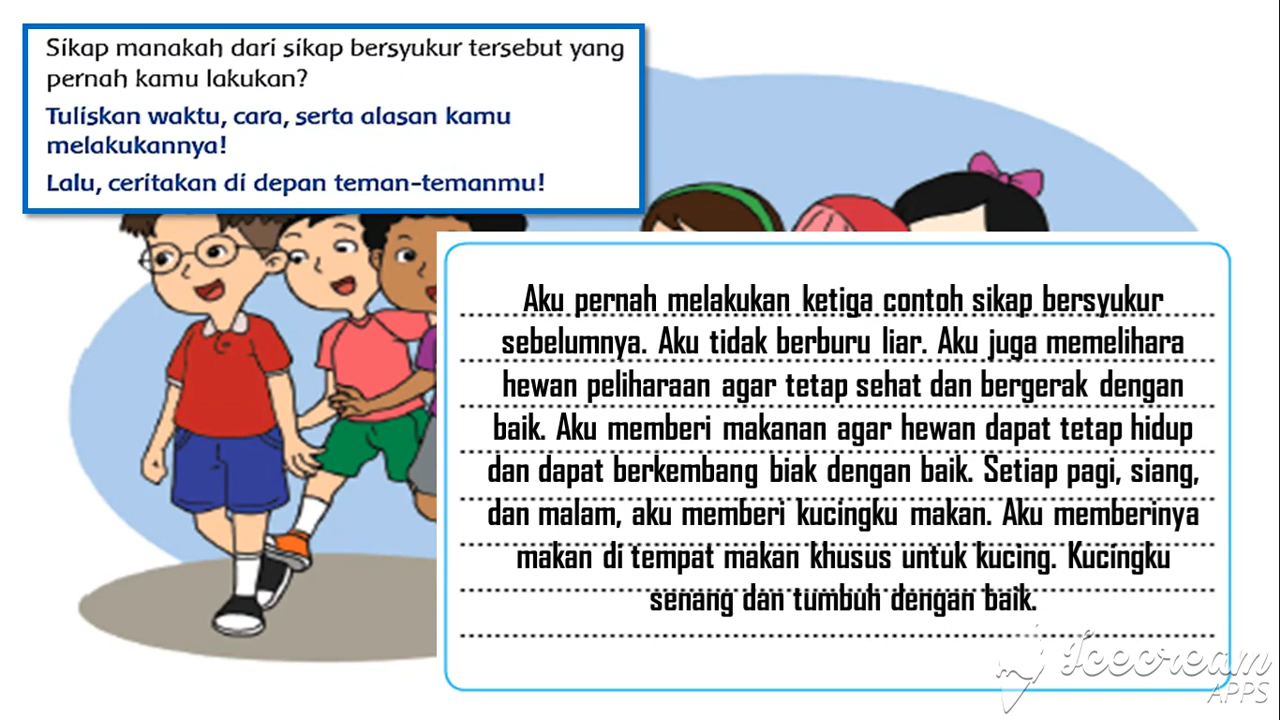 Sikap manakah dari sikap bersyukur tersebut yang
pernah kamu lakukan?
Tuliskan waktu, cara, serta alasan kamu
melakukannya!
Lalu, ceritakan di depan teman-temanmu!
Aku pernah melakukan ketiga contoh sikap bersyukur
sebelumnya. Aku tidak berburu liar. Aku juga memelihara
hewan peliharaan agar tetap sehat dan bergerak dengan
baik. Aku memberi makanan agar hewan dapat tetap hidup
dan dapat berkembang biak dengan baik. Setiap pagi, siang,
dan malam, aku memberi kucingku makan. Aku memberinya
makan di tempat makan khusus untuk kucing. Kucingku
senang dan tumbuh dengan baik.
Icecream
APPS